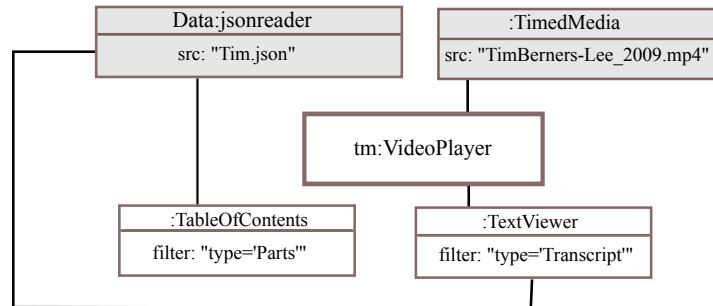 Data:jsonreader
src: "Tim.json"
:TimedMedia
src: "TimBerners-Lee_2009.mp4"
tm:VideoPlayer
:TableOfContents
filter: "type='Parts'"
:TextViewer
filter: "type='Transcript'"